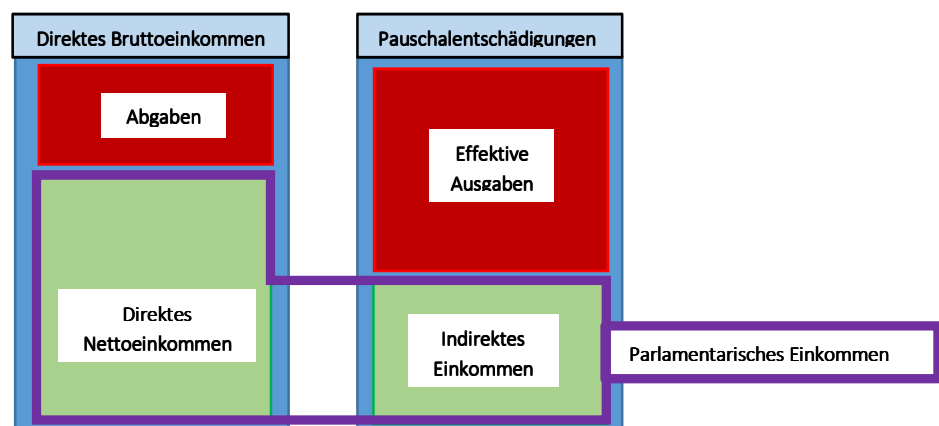 Direktes Bruttoeinkommen
Pauschalentschädigungen
Abgaben
Effektive
Ausgaben
Direktes
Nettoeinkommen
Indirektes
Einkommen
Parlamentarisches Einkommen